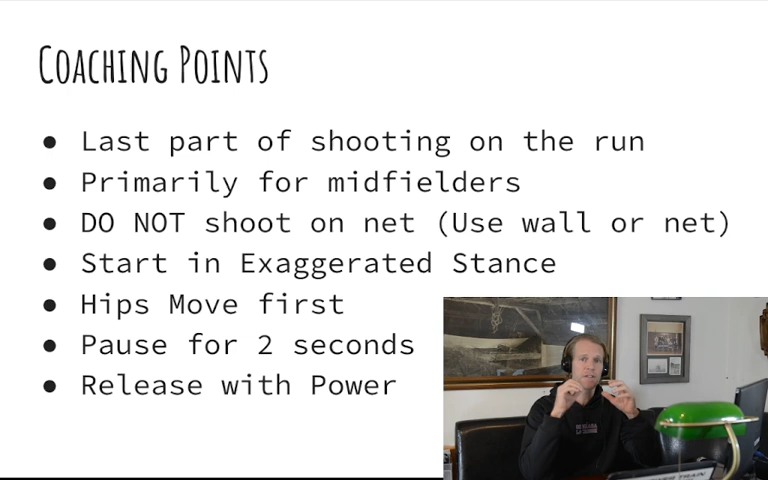 Coaching Points
● Last part of shooting on the run
● Primarily for midfielders
● DO NOT shoot on net (Use wall or net)
● Start in Exaggerated Stance
● Hips Move first
● Pause for 2 seconds
● Release with Power